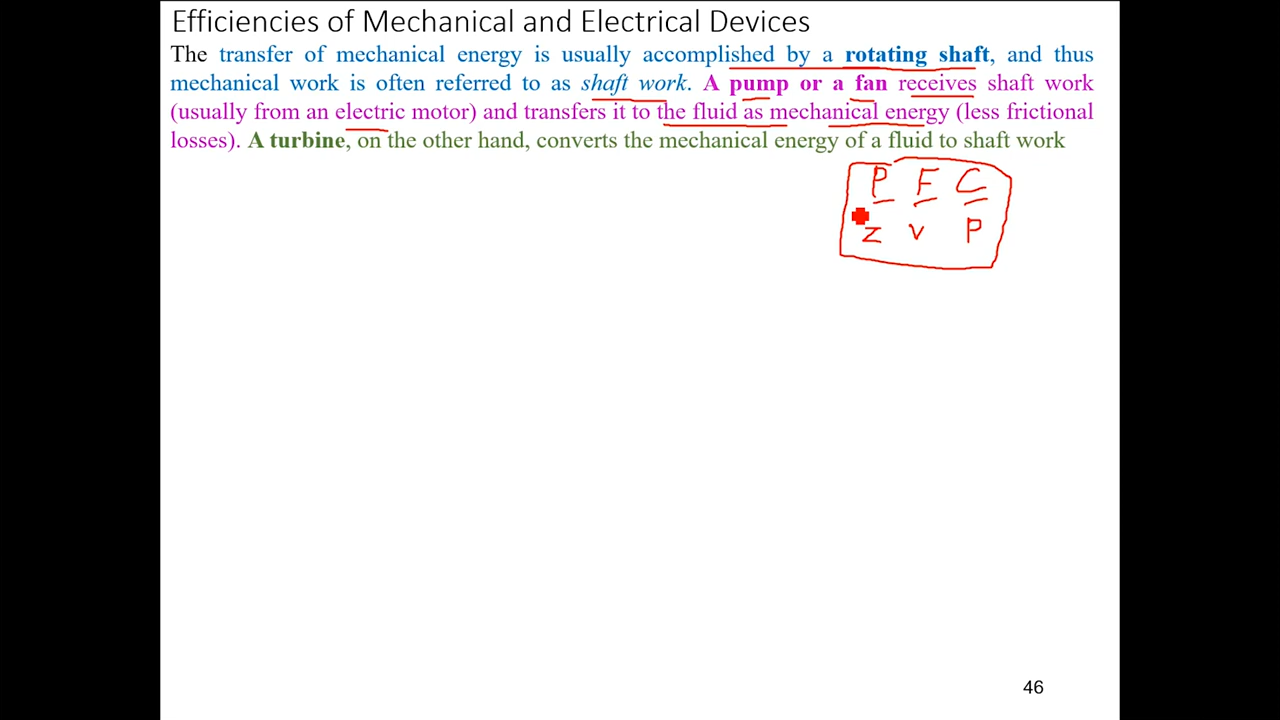 Efficiencies of Mechanical and Electrical Devices
The transfer of mechanical energy is usually accomplished by a rotating shaft, and thus
mechanical work is often referred to as shaft work. A pump or a fan receives shaft work
(usually from an electric motor) and transfers it to the fluid as mechanical energy (less frictional
losses). A turbine, on the other hand, converts the mechanical energy of a fluid to shaft work
P F C
z v P
46